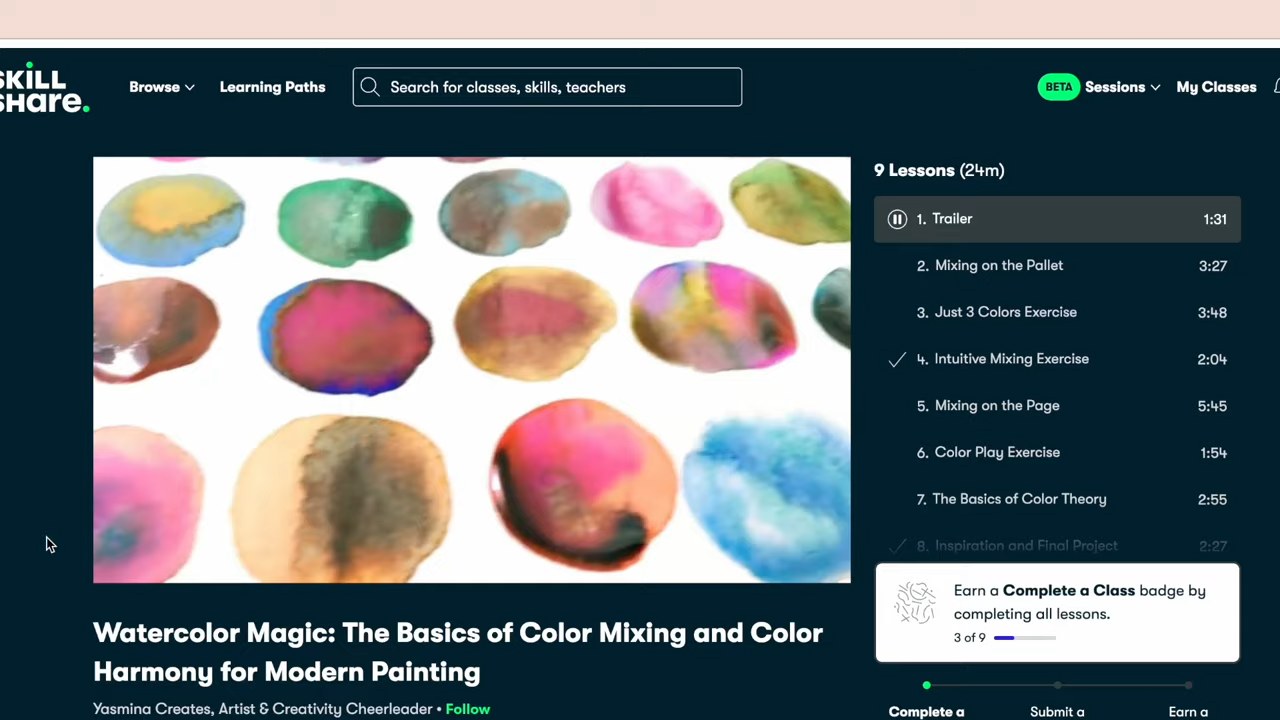 SKILL
SHARE.
Browse
Learning Paths
Search for classes, skills, teachers
BETA
Sessions
My Classes
9 Lessons (24m)
1. Trailer 1:31
2. Mixing on the Pallet 3:27
3. Just 3 Colors Exercise 3:48
4. Intuitive Mixing Exercise 2:04
5. Mixing on the Page 5:45
6. Color Play Exercise 1:54
7. The Basics of Color Theory 2:55
8. Inspiration and Final Project 2:27
Earn a Complete a Class badge by
completing all lessons.
3 of 9
Complete a
Submit a
Earn a
Watercolor Magic: The Basics of Color Mixing and Color
Harmony for Modern Painting
Yasmina Creates, Artist & Creativity Cheerleader • Follow